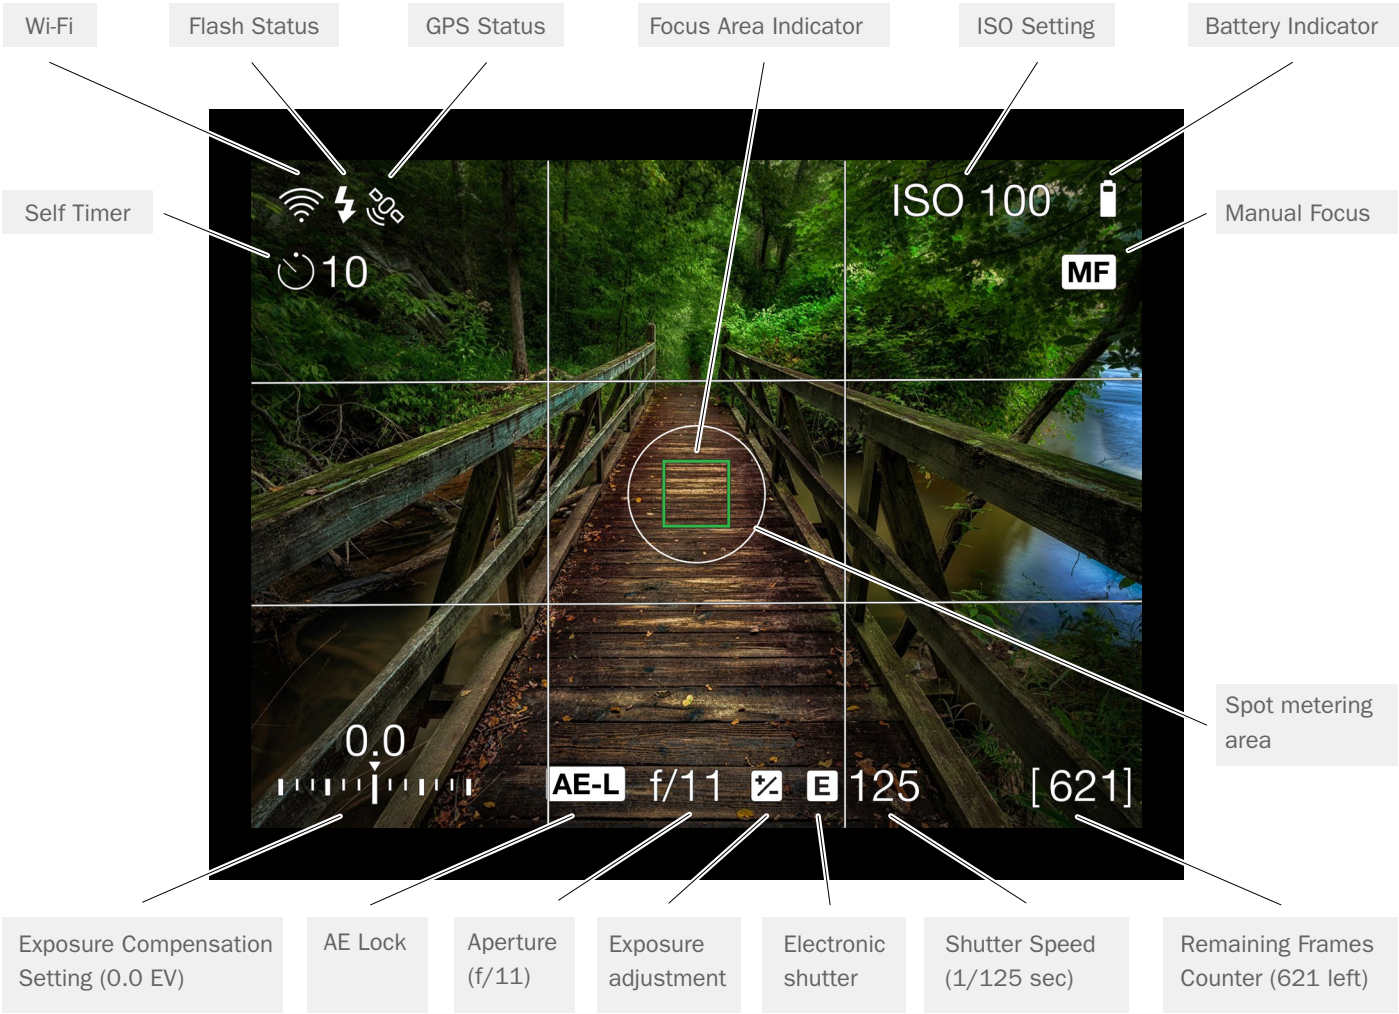 Wi-Fi
Flash Status
GPS Status
Focus Area Indicator
ISO Setting
Battery Indicator
ISO 100
Self Timer
Manual Focus
10
MF
Spot metering
area
0.0
AE-L f/11 E 125 [621]
Exposure Compensation
Setting (0.0 EV)
AE Lock
Aperture
(f/11)
Exposure
adjustment
Electronic
shutter
Shutter Speed
(1/125 sec)
Remaining Frames
Counter (621 left)